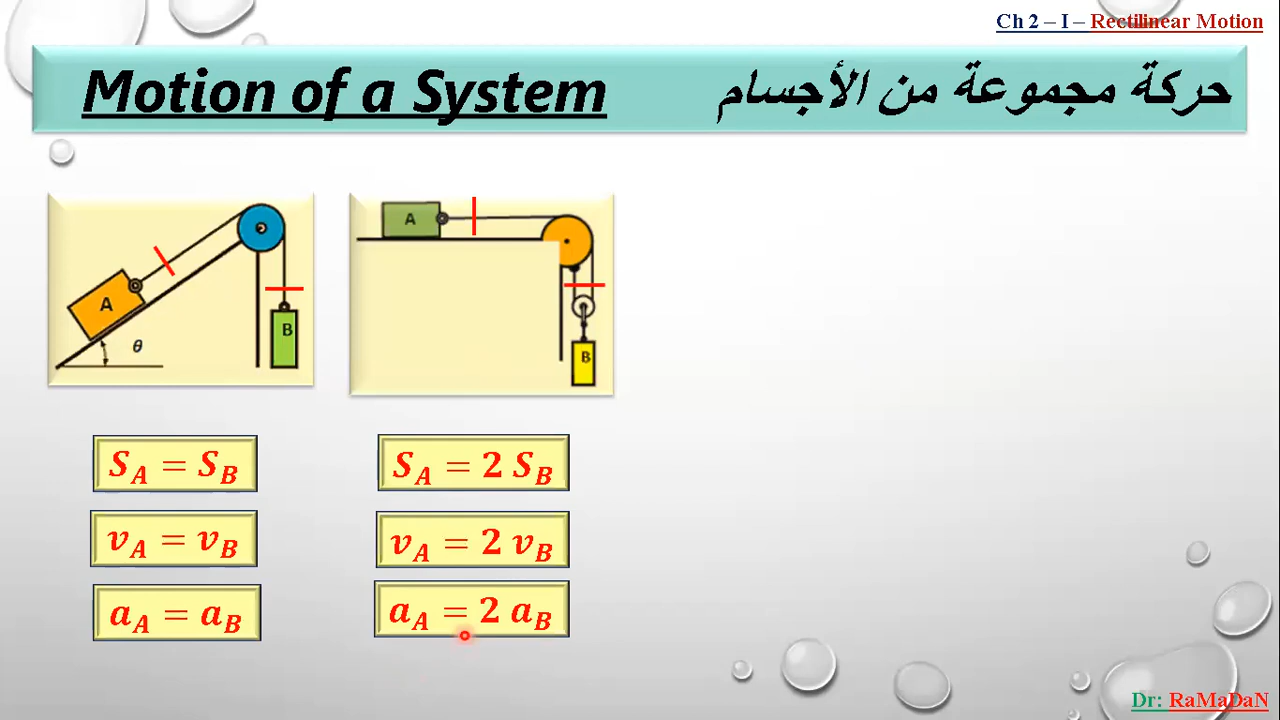 Ch 2 – I – Rectilinear Motion
Motion of a System
حركة مجموعة من الأجسام
A
B
θ
A
B
S_A = S_B
S_A = 2 S_B
v_A = v_B
v_A = 2 v_B
a_A = a_B
a_A = 2 a_B
Dr: RaMaDaN